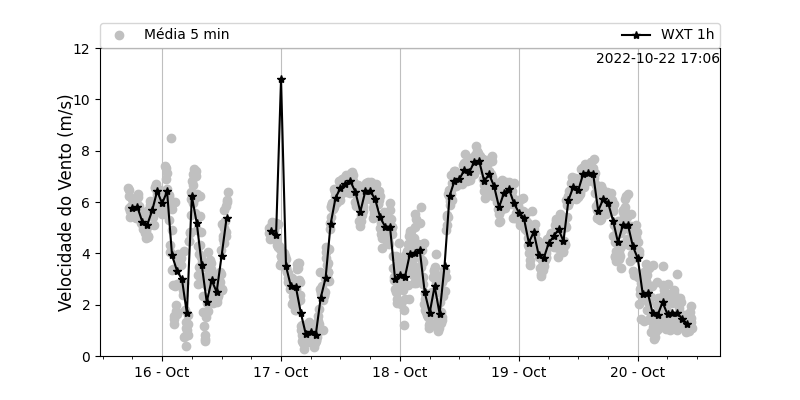 Média 5 min
WXT 1h
2022-10-22 17:06
Velocidade do Vento (m/s)
12
10
8
6
4
2
0
16 - Oct
17 - Oct
18 - Oct
19 - Oct
20 - Oct